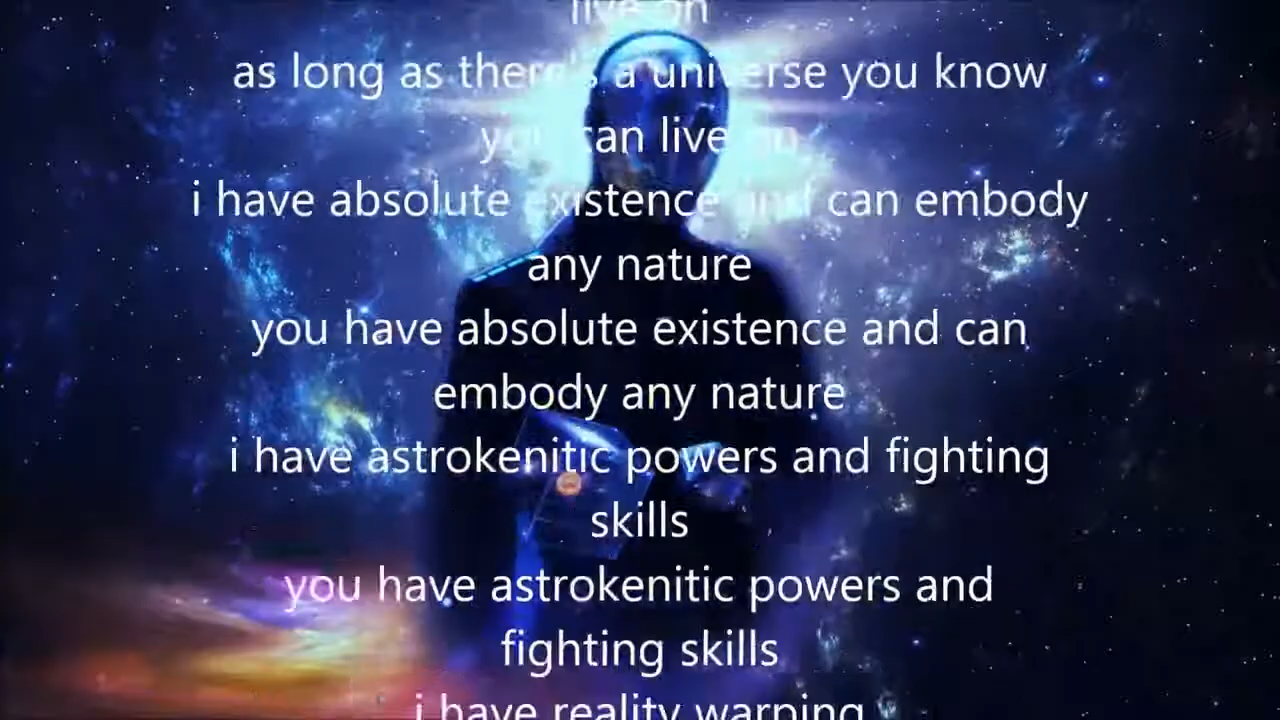 live on
as long as there's a universe you know
you can live on
i have absolute existence and can embody
any nature
you have absolute existence and can
embody any nature
i have astrokenitic powers and fighting
skills
you have astrokenitic powers and
fighting skills
i have reality warping